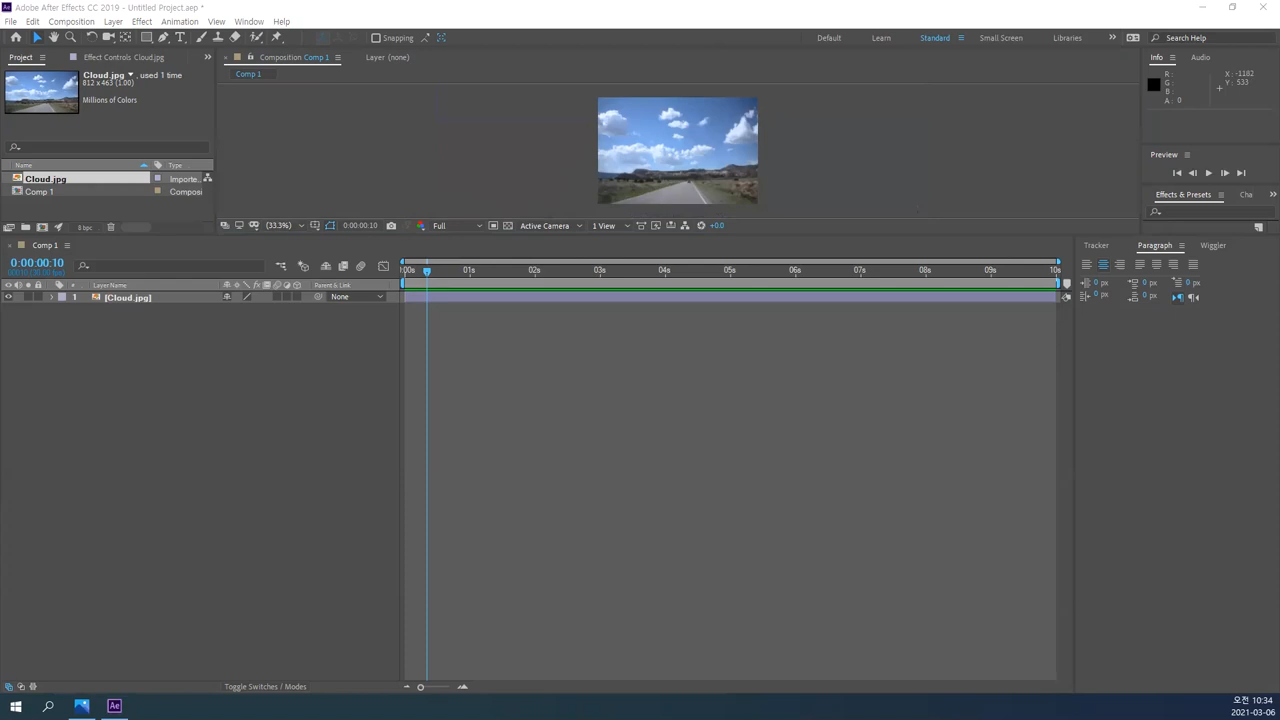 Adobe After Effects CC 2019 - Untitled Project.aep *
File Edit Composition Layer Effect Animation View Window Help
Snapping Default Learn Standard Small Screen Libraries Search Help
Project Effect Controls Cloud.jpg Composition Comp 1 Layer (none) Info Audio
Comp 1
Cloud.jpg , used 1 time
812 x 463 (1.00)
Millions of Colors
R :
G :
B :
A : 0
X : -1182
Y : 533
Preview
Name Type
Cloud.jpg Importe..
Comp 1 Composi
Effects & Presets Cha
8 bpc (33.3%) 0:00:00:10 Full Active Camera 1 View +0.0
Comp 1 Tracker Paragraph Wiggler
0:00:00:10
00010 (30.00 fps)
:00s 01s 02s 03s 04s 05s 06s 07s 08s 09s 10s
# Layer Name Parent & Link
1 [Cloud.jpg] None
0 px 0 px 0 px
0 px 0 px
Toggle Switches / Modes
Ae
오전 10:34
2021-03-06